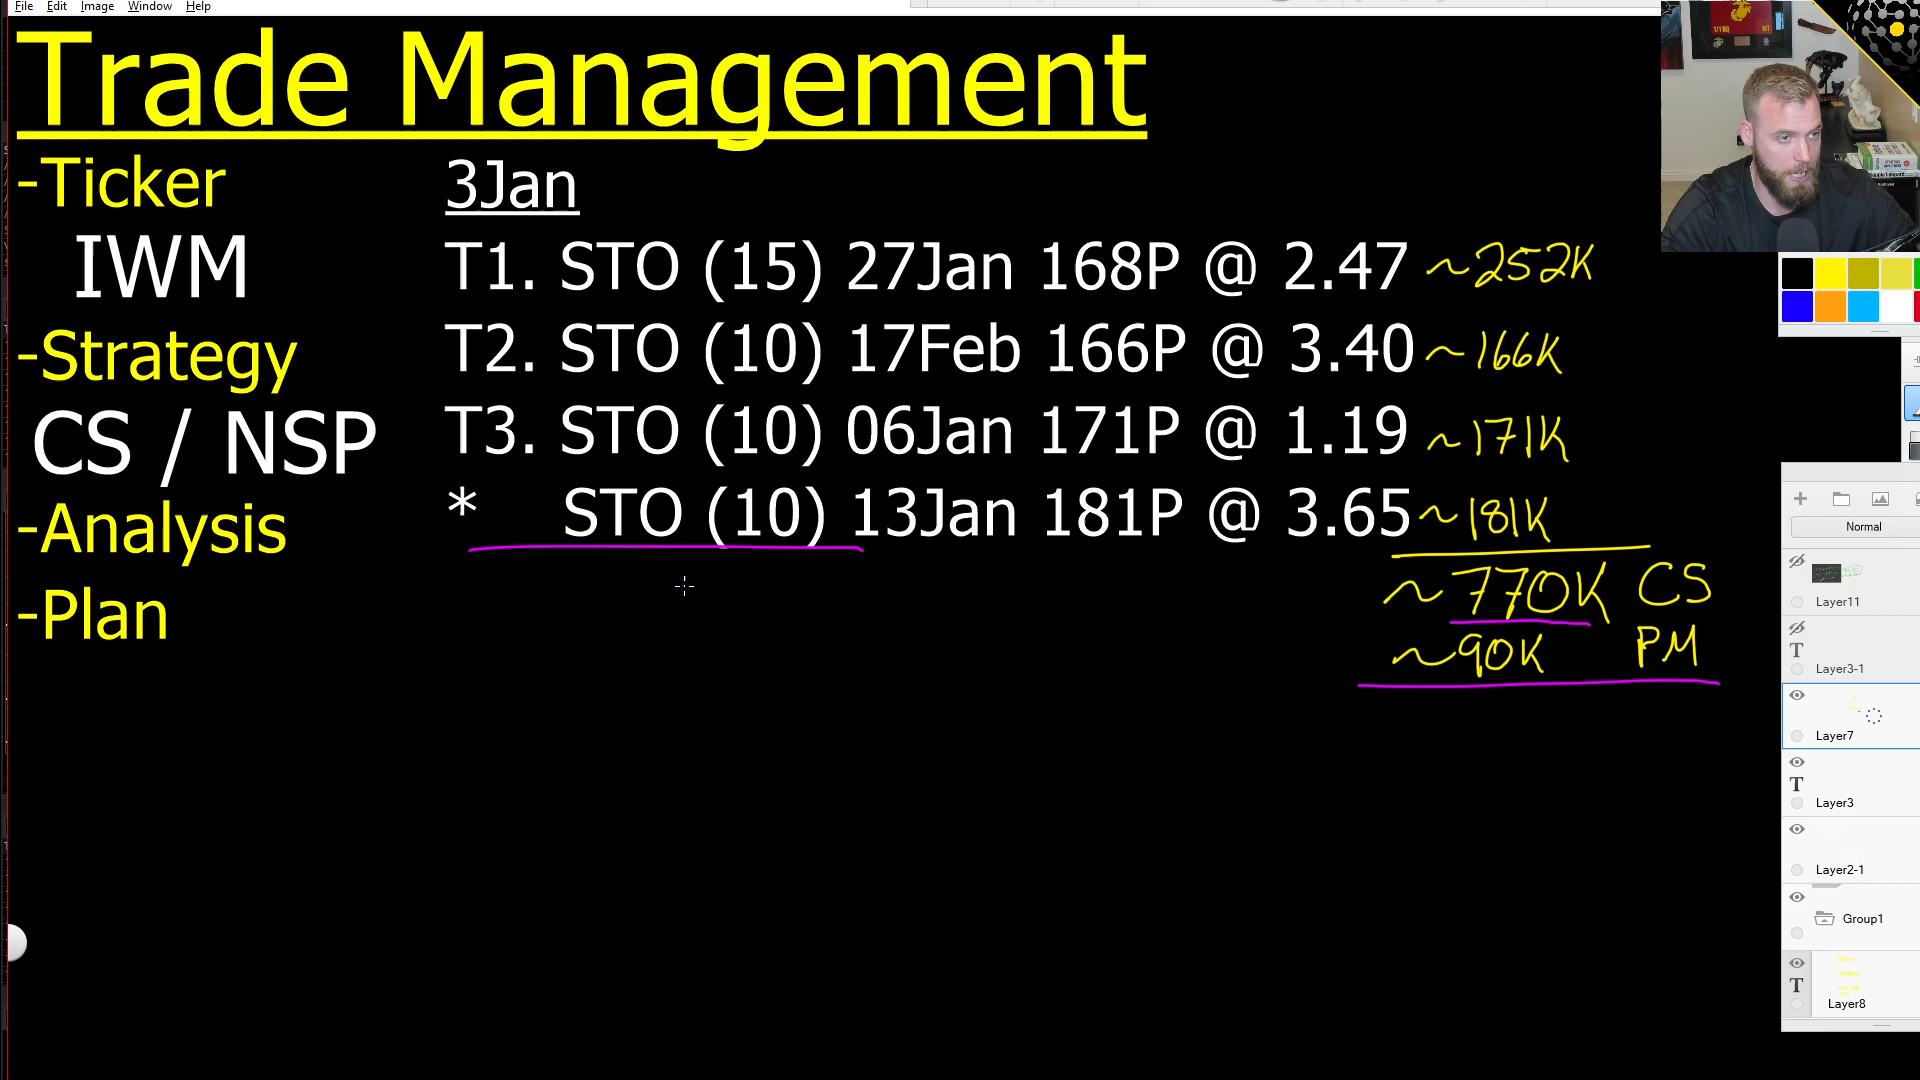 File Edit Image Window Help
Trade Management
-Ticker
IWM
-Strategy
CS / NSP
-Analysis
-Plan
3Jan
T1. STO (15) 27Jan 168P @ 2.47 ~252K
T2. STO (10) 17Feb 166P @ 3.40 ~166K
T3. STO (10) 06Jan 171P @ 1.19 ~171K
* STO (10) 13Jan 181P @ 3.65 ~181K
~770K CS
~90K PM
Normal
Layer11
T
Layer3-1
Layer7
T
Layer3
Layer2-1
Group1
T
Layer8